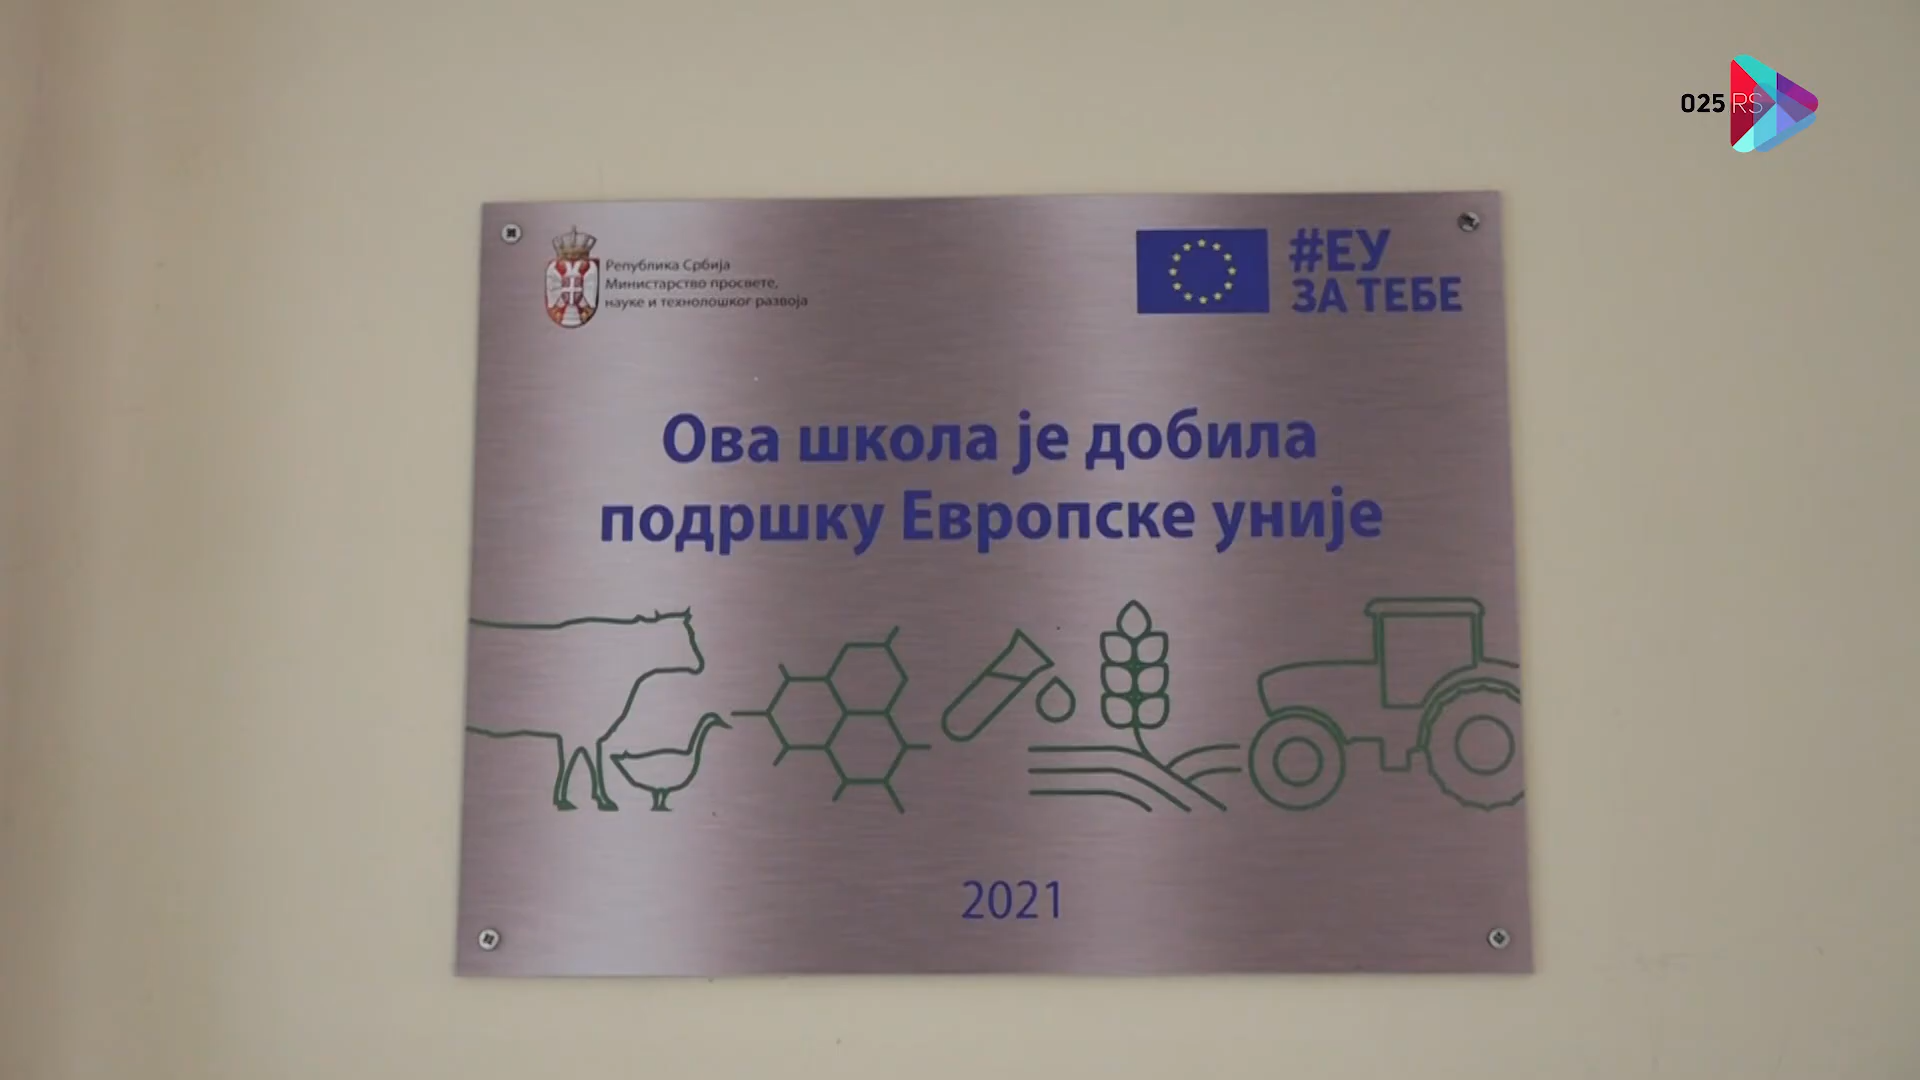 025 RS
Република Србија
Министарство просвете,
науке и технолошког развоја
#ЕУ
ЗА ТЕБЕ
Ова школа је добила
подршку Европске уније
2021